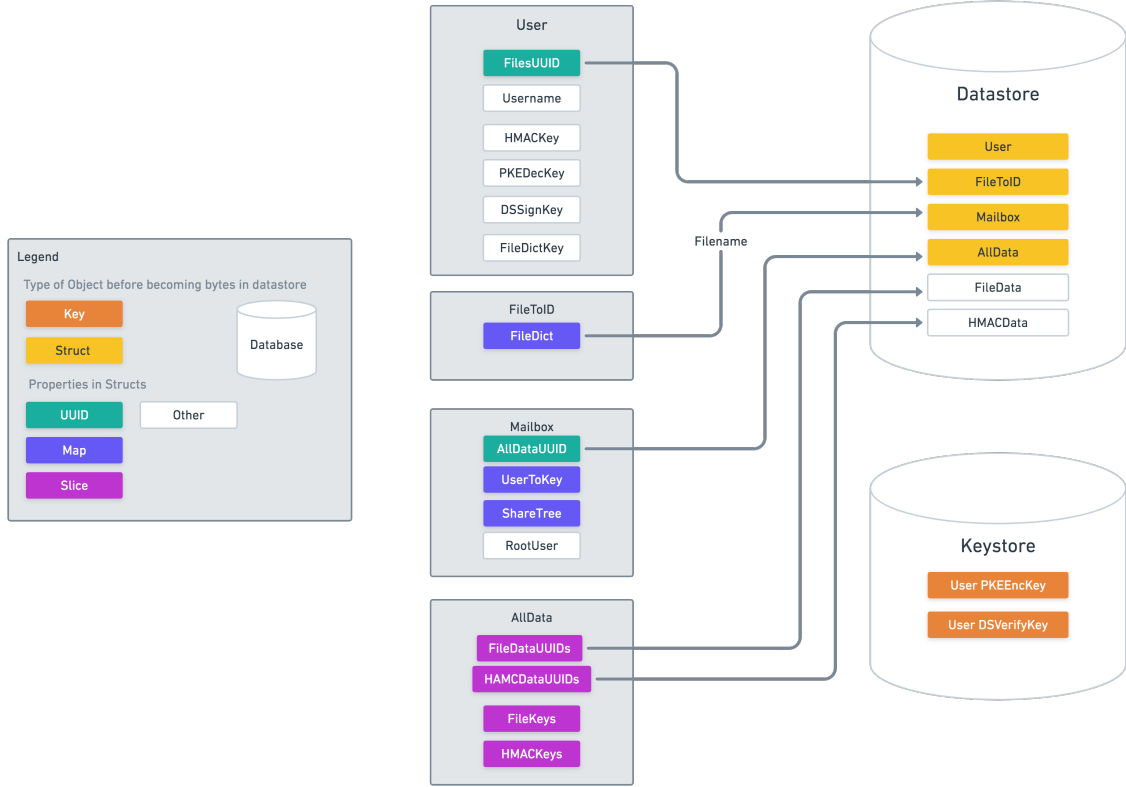 User
FilesUUID
Username
HMACKey
PKEDecKey
DSSignKey
FileDictKey
FileToID
FileDict
Mailbox
AllDataUUID
UserToKey
ShareTree
RootUser
AllData
FileDataUUIDs
HAMCDataUUIDs
FileKeys
HMACKeys
Filename
Datastore
User
FileToID
Mailbox
AllData
FileData
HMACData
Keystore
User PKEEncKey
User DSVerifyKey
Legend
Type of Object before becoming bytes in datastore
Key
Struct
Database
Properties in Structs
UUID
Other
Map
Slice